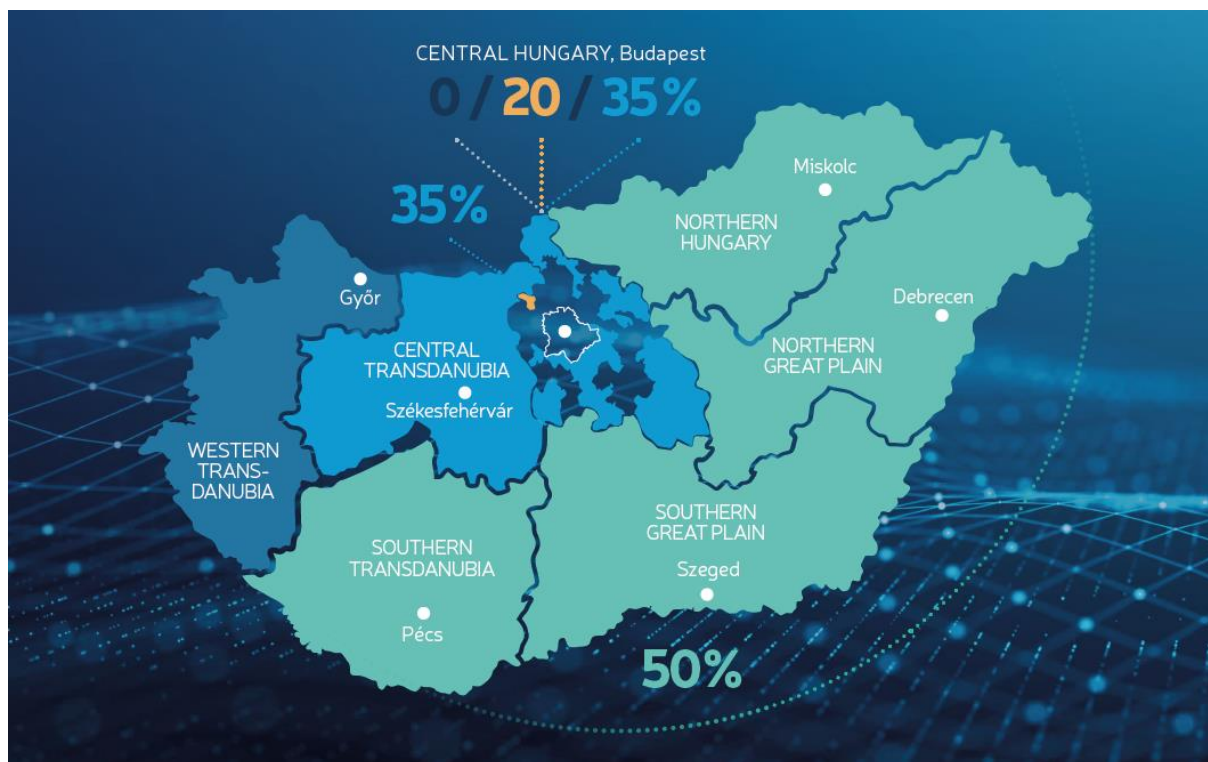 CENTRAL HUNGARY, Budapest
0 / 20 / 35%
35%
Miskolc
NORTHERN
HUNGARY
Győr
Debrecen
CENTRAL
TRANSDANUBIA
NORTHERN
GREAT PLAIN
Székesfehérvár
WESTERN
TRANS-
DANUBIA
SOUTHERN
GREAT PLAIN
SOUTHERN
TRANSDANUBIA
Szeged
Pécs
50%